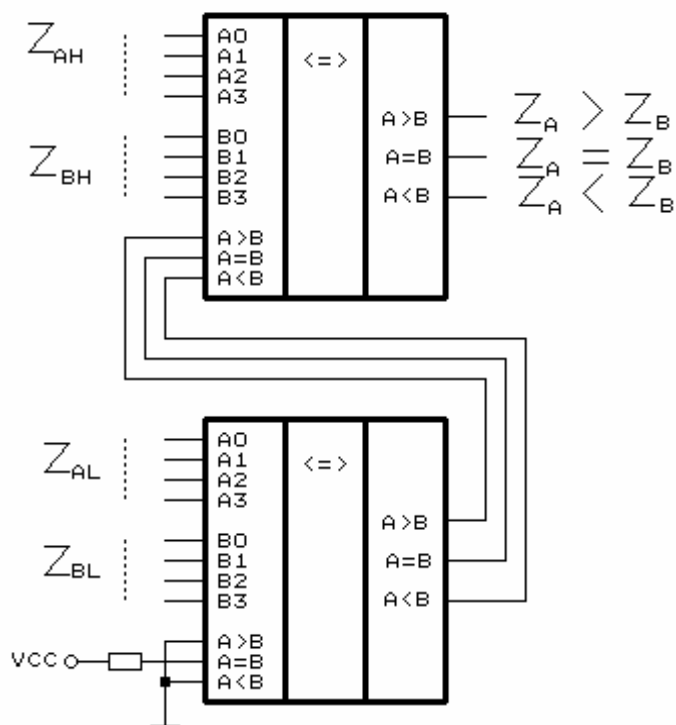 Z_AH
A0
A1
A2
A3
<=>
A>B
Z_A > Z_B
B0
B1
B2
B3
Z_BH
A=B
Z_A = Z_B
A<B
Z_A < Z_B
A>B
A=B
A<B
Z_AL
A0
A1
A2
A3
<=>
A>B
Z_BL
B0
B1
B2
B3
A=B
A<B
VCC
A>B
A=B
A<B